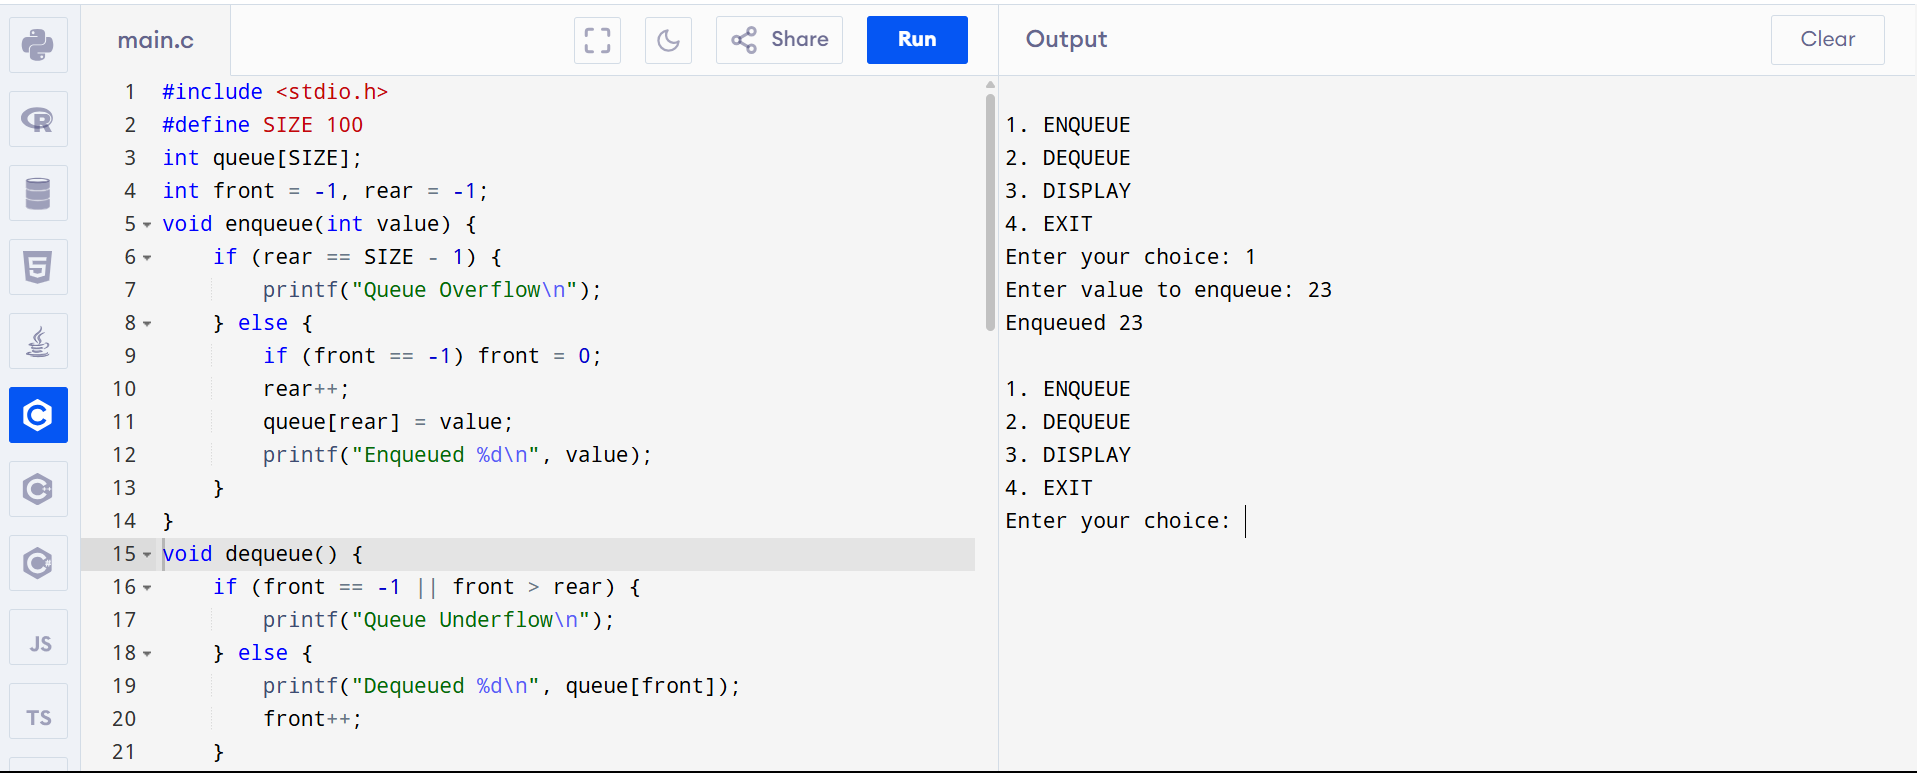 main.c
Share
Run
Output
Clear
1 #include <stdio.h>
2 #define SIZE 100
3 int queue[SIZE];
4 int front = -1, rear = -1;
5 void enqueue(int value) {
6 if (rear == SIZE - 1) {
7 printf("Queue Overflow\n");
8 } else {
9 if (front == -1) front = 0;
10 rear++;
11 queue[rear] = value;
12 printf("Enqueued %d\n", value);
13 }
14 }
15 void dequeue() {
16 if (front == -1 || front > rear) {
17 printf("Queue Underflow\n");
18 } else {
19 printf("Dequeued %d\n", queue[front]);
20 front++;
21 }
1. ENQUEUE
2. DEQUEUE
3. DISPLAY
4. EXIT
Enter your choice: 1
Enter value to enqueue: 23
Enqueued 23
1. ENQUEUE
2. DEQUEUE
3. DISPLAY
4. EXIT
Enter your choice:
R
5
C
C++
C#
JS
TS